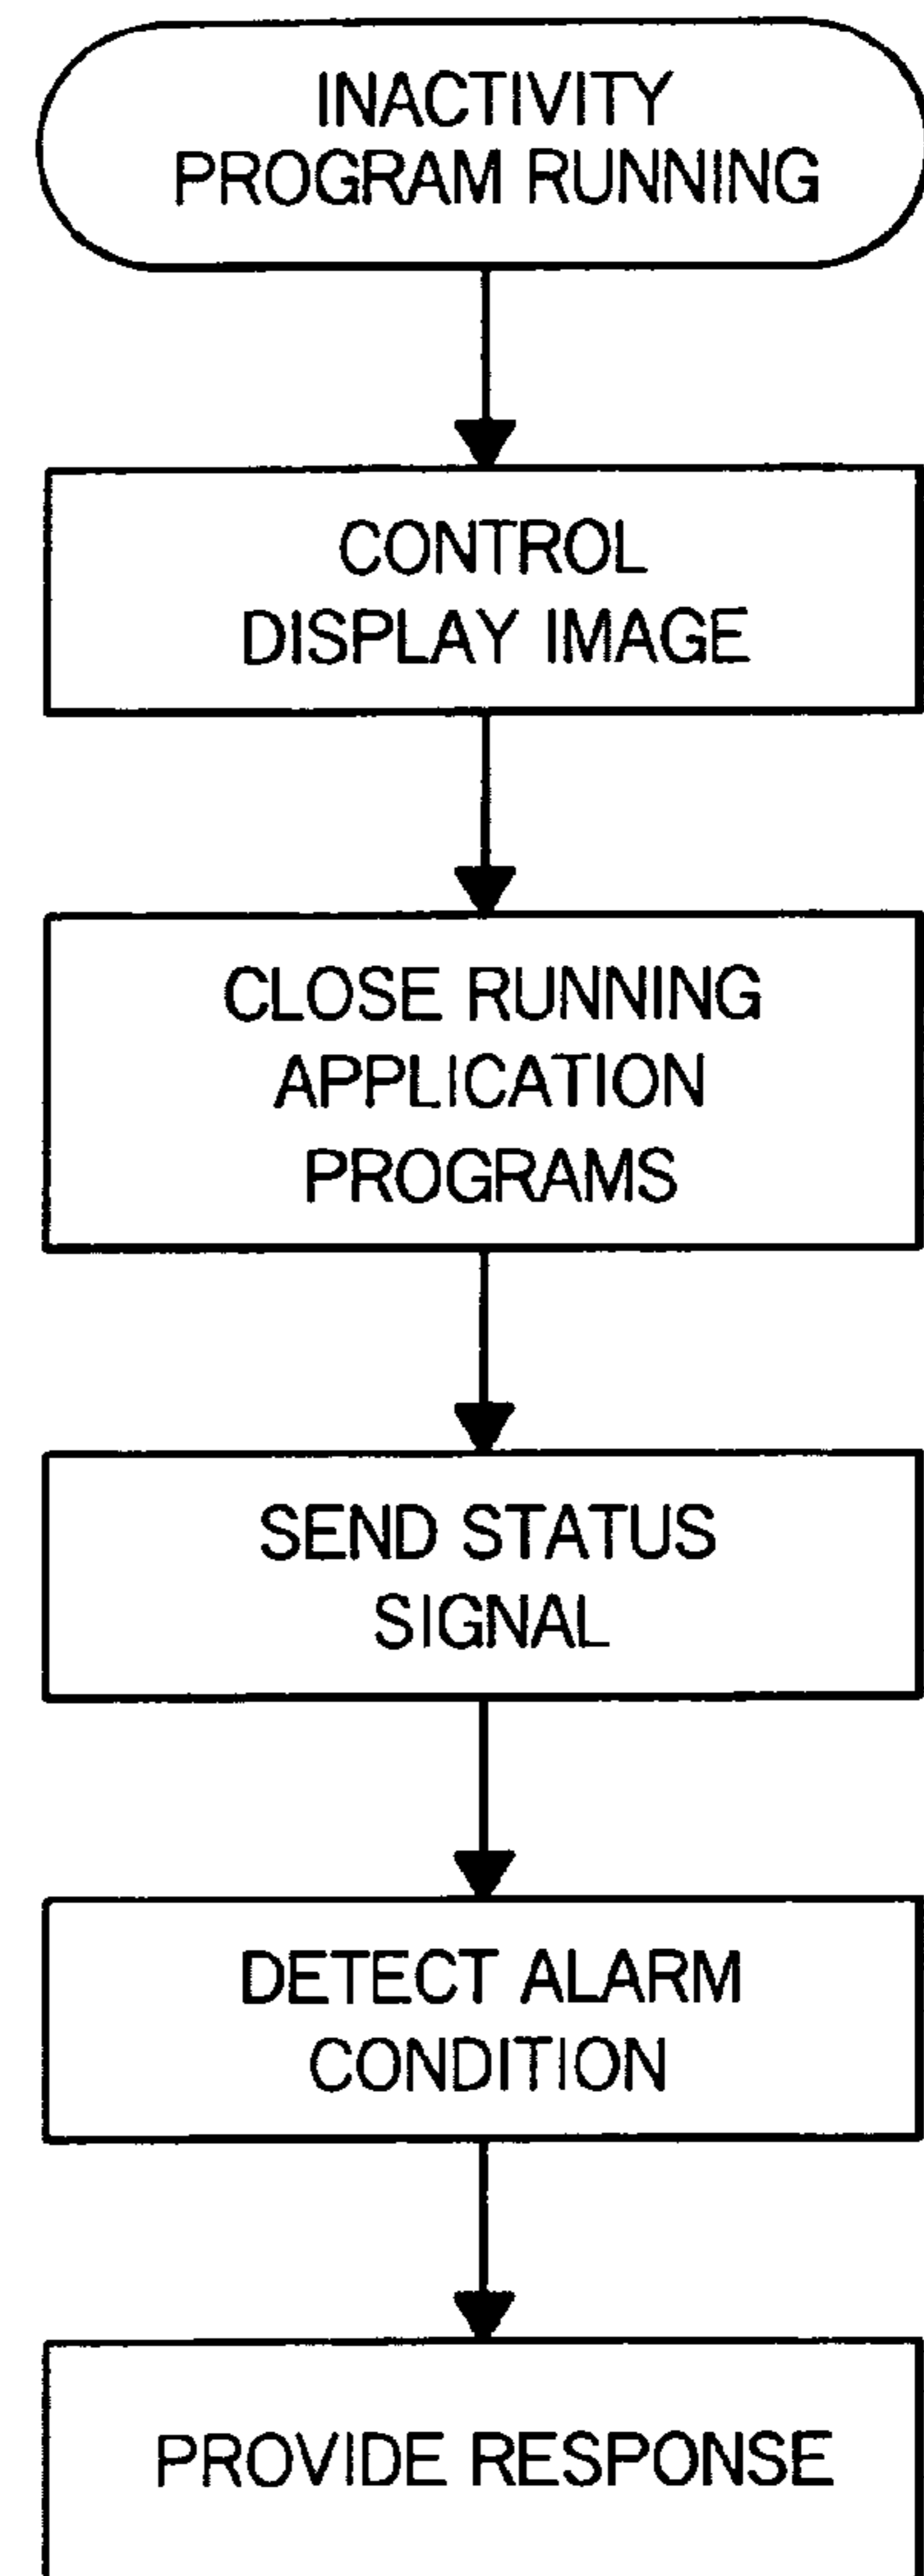 INACTIVITY
PROGRAM RUNNING
CONTROL
DISPLAY IMAGE
CLOSE RUNNING
APPLICATION
PROGRAMS
SEND STATUS
SIGNAL
DETECT ALARM
CONDITION
PROVIDE RESPONSE